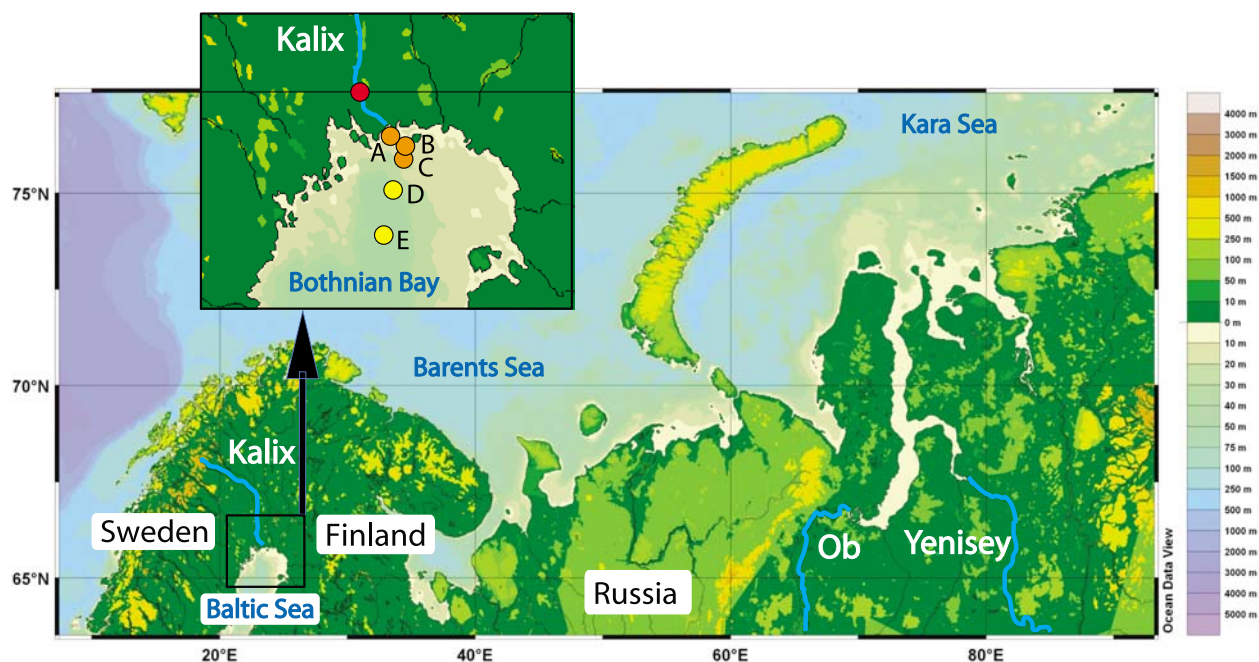 Kalix
A
B
C
D
E
Bothnian Bay
Kara Sea
Barents Sea
Kalix
Sweden
Finland
Baltic Sea
Russia
Ob
Yenisey
75°N
70°N
65°N
20°E
40°E
60°E
80°E
Ocean Data View
4000 m
3000 m
2000 m
1500 m
1000 m
500 m
250 m
50 m
10 m
0 m
10 m
20 m
30 m
40 m
50 m
75 m
100 m
250 m
500 m
1000 m
2000 m
3000 m
4000 m
5000 m